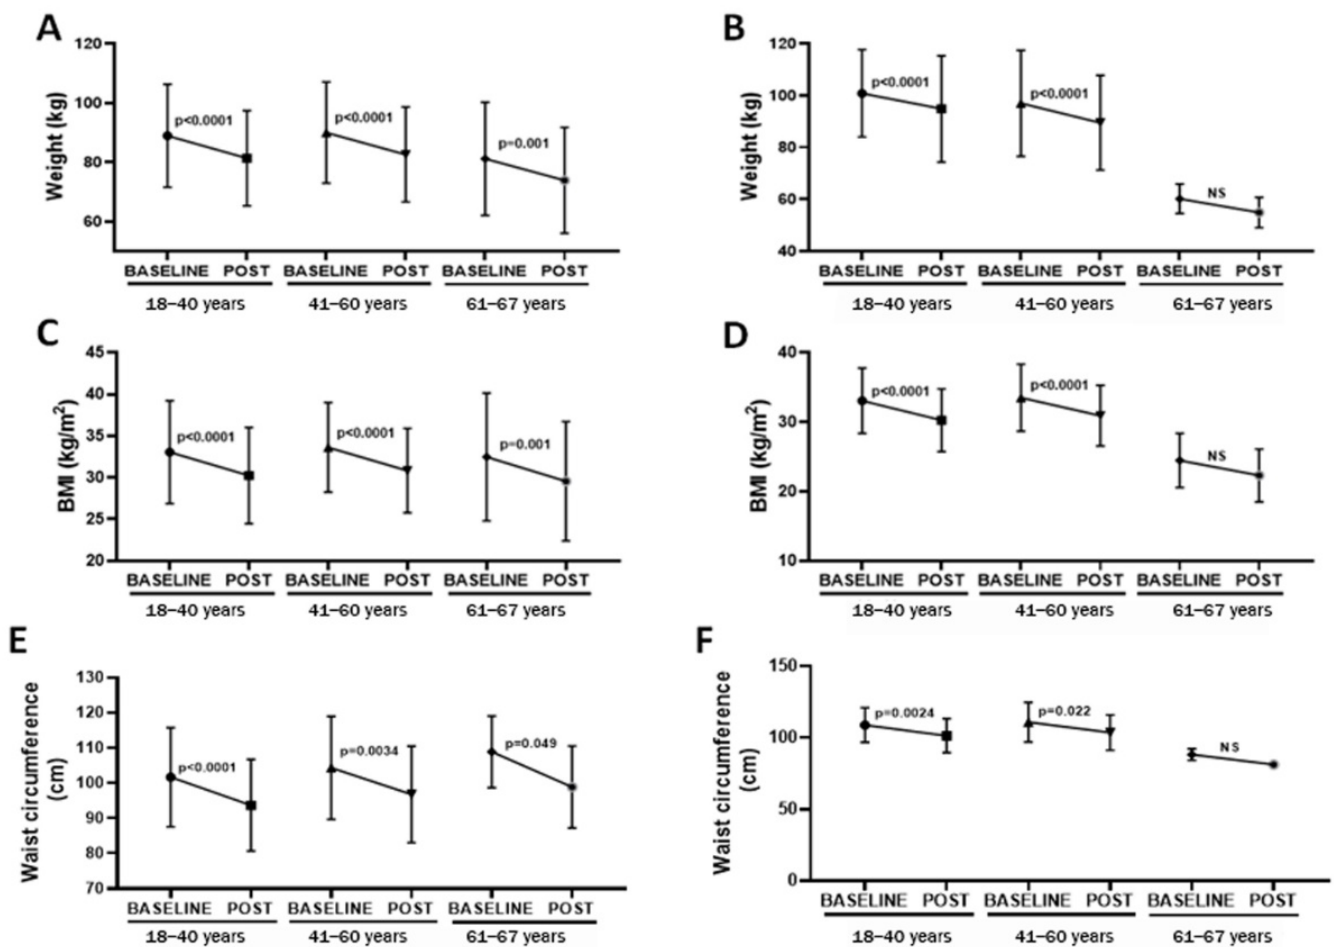 A
Weight (kg)
120
100
80
60
p<0.0001
p<0.0001
p=0.001
BASELINE POST BASELINE POST BASELINE POST
18–40 years 41–60 years 61–67 years
B
Weight (kg)
120
100
80
60
40
p<0.0001
p<0.0001
NS
BASELINE POST BASELINE POST BASELINE POST
18–40 years 41–60 years 61–67 years
C
BMI (kg/m²)
45
40
35
30
25
20
p<0.0001
p<0.0001
p=0.001
BASELINE POST BASELINE POST BASELINE POST
18–40 years 41–60 years 61–67 years
D
BMI (kg/m²)
40
30
20
10
p<0.0001
p<0.0001
NS
BASELINE POST BASELINE POST BASELINE POST
18–40 years 41–60 years 61–67 years
E
Waist circumference
(cm)
130
120
110
100
90
80
70
p<0.0001
p=0.0034
p=0.049
BASELINE POST BASELINE POST BASELINE POST
18–40 years 41–60 years 61–67 years
F
Waist circumference
(cm)
150
100
50
0
p=0.0024
p=0.022
NS
BASELINE POST BASELINE POST BASELINE POST
18–40 years 41–60 years 61–67 years